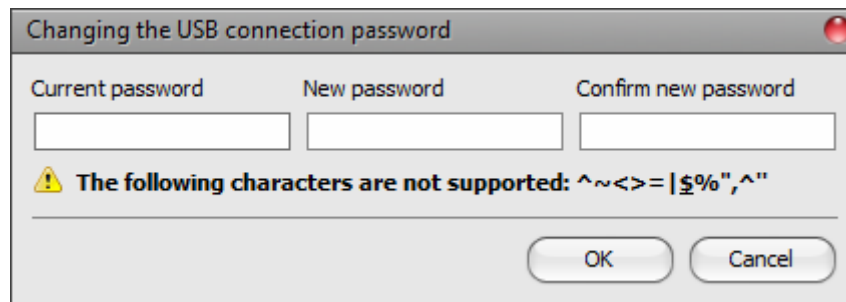 Changing the USB connection password
Current password New password Confirm new password
The following characters are not supported: ^~<>=|$%",^"
OK Cancel